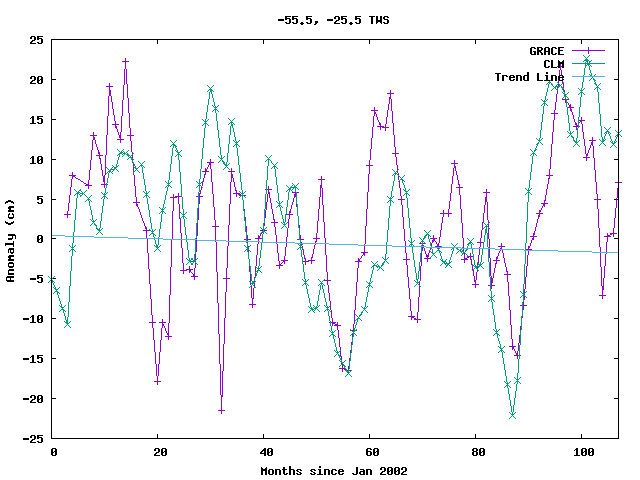 -55.5, -25.5 TWS
GRACE
CLM
Trend Line
25
20
15
10
5
0
-5
-10
-15
-20
-25
Anomaly (cm)
0 20 40 60 80 100
Months since Jan 2002